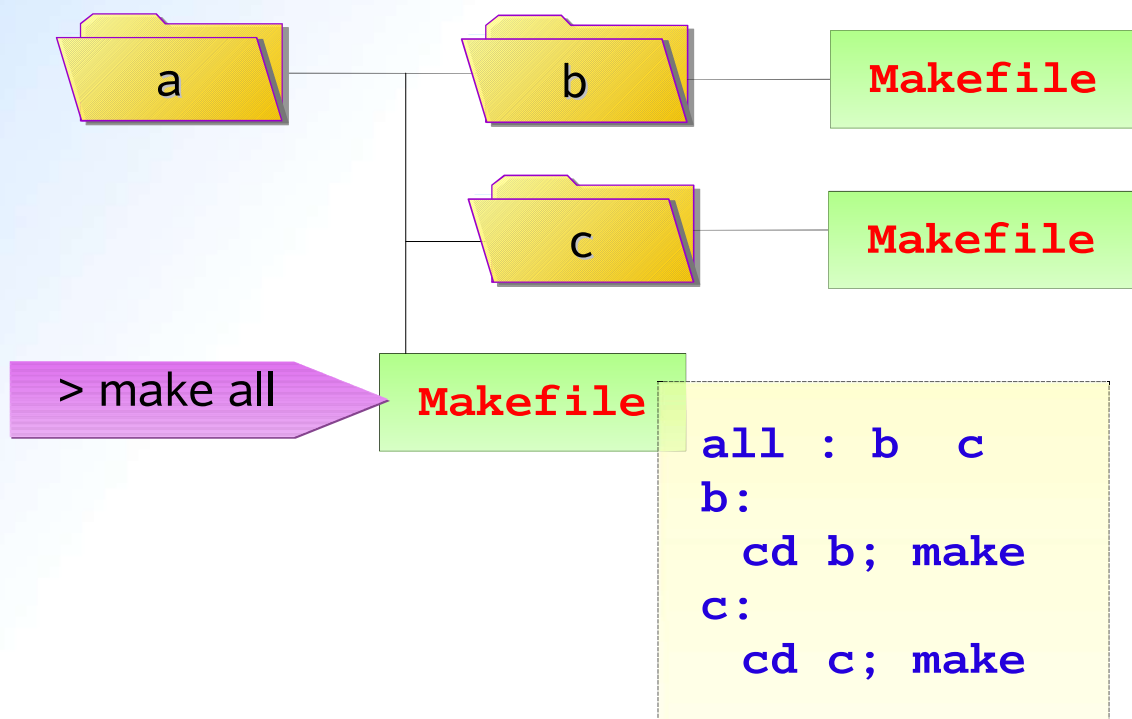 a
b
Makefile
c
Makefile
> make all
Makefile
all : b  c
b:
  cd b; make
c:
  cd c; make